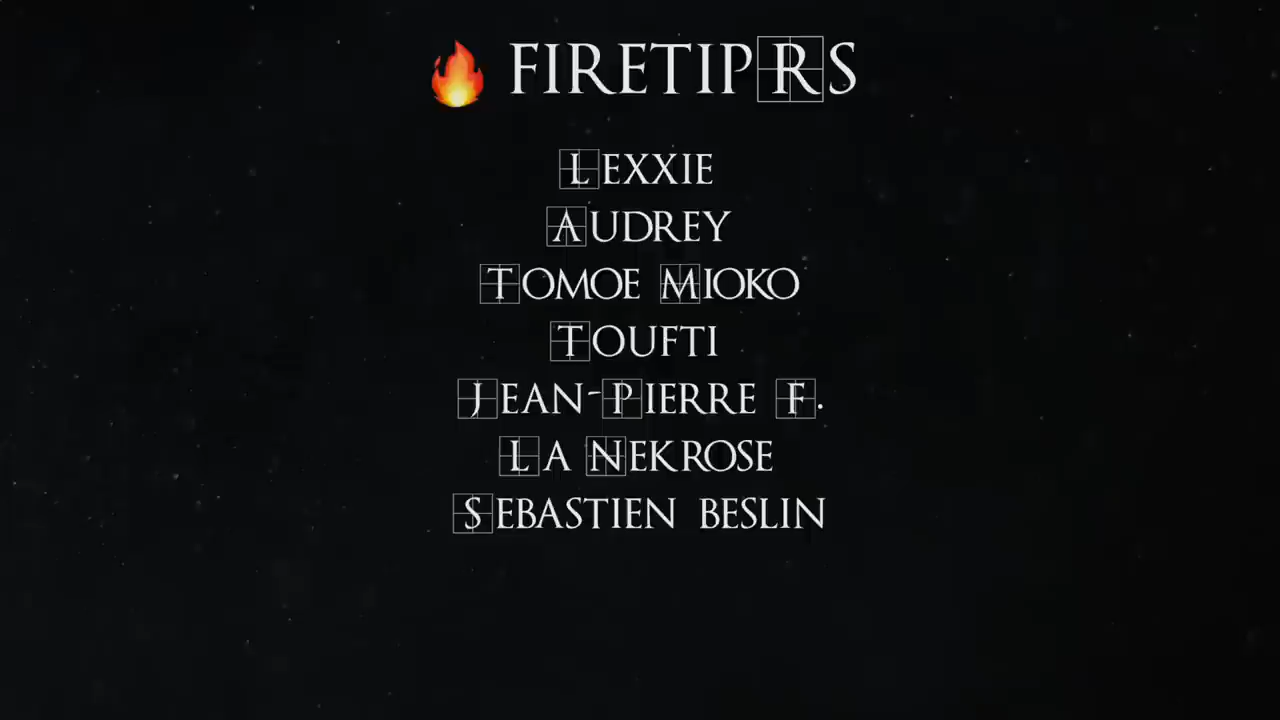 🔥 FIRETIPRS
LEXXIE
AUDREY
TOMOE MIOKO
TOUFTI
JEAN-PIERRE F.
LA NEKROSE
SEBASTIEN BESLIN